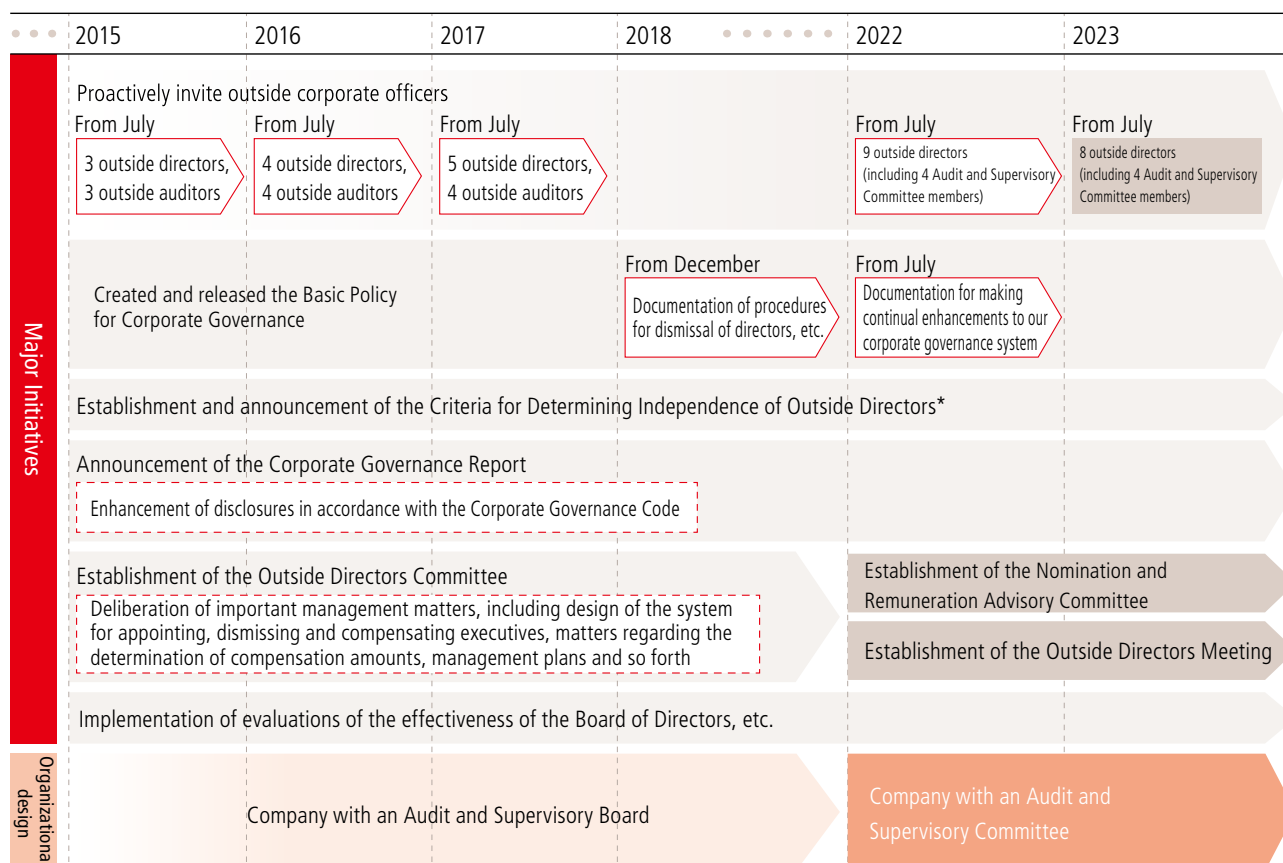 2015 2016 2017 2018 2022 2023
Major Initiatives
Proactively invite outside corporate officers
From July
3 outside directors,
3 outside auditors
From July
4 outside directors,
4 outside auditors
From July
5 outside directors,
4 outside auditors
From July
9 outside directors
(including 4 Audit and Supervisory
Committee members)
From July
8 outside directors
(including 4 Audit and Supervisory
Committee members)
Created and released the Basic Policy
for Corporate Governance
From December
Documentation of procedures
for dismissal of directors, etc.
From July
Documentation for making
continual enhancements to our
corporate governance system
Establishment and announcement of the Criteria for Determining Independence of Outside Directors*
Announcement of the Corporate Governance Report
Enhancement of disclosures in accordance with the Corporate Governance Code
Establishment of the Outside Directors Committee
Deliberation of important management matters, including design of the system
for appointing, dismissing and compensating executives, matters regarding the
determination of compensation amounts, management plans and so forth
Establishment of the Nomination and
Remuneration Advisory Committee
Establishment of the Outside Directors Meeting
Implementation of evaluations of the effectiveness of the Board of Directors, etc.
Organizationa
design
Company with an Audit and Supervisory Board
Company with an Audit and
Supervisory Committee